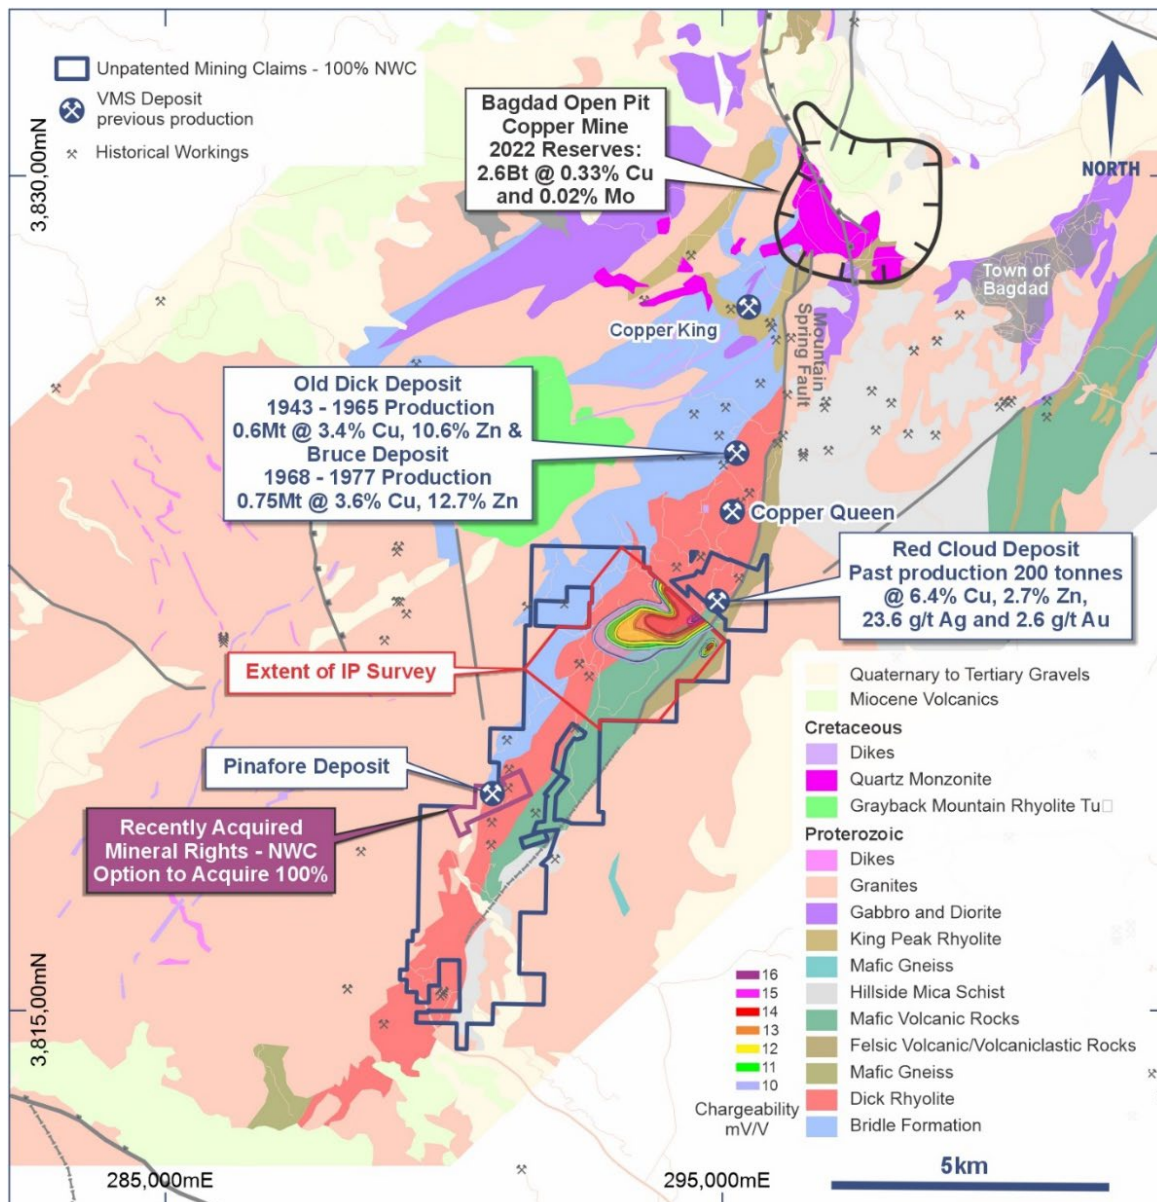 Unpatented Mining Claims - 100% NWC
VMS Deposit
previous production
Historical Workings
Bagdad Open Pit
Copper Mine
2022 Reserves:
2.6Bt @ 0.33% Cu
and 0.02% Mo
NORTH
3,830,00mN
Town of
Bagdad
Copper King
Mountain
Spring Fault
Old Dick Deposit
1943 - 1965 Production
0.6Mt @ 3.4% Cu, 10.6% Zn &
Bruce Deposit
1968 - 1977 Production
0.75Mt @ 3.6% Cu, 12.7% Zn
Copper Queen
Red Cloud Deposit
Past production 200 tonnes
@ 6.4% Cu, 2.7% Zn,
23.6 g/t Ag and 2.6 g/t Au
Extent of IP Survey
Pinafore Deposit
Recently Acquired
Mineral Rights - NWC
Option to Acquire 100%
Quaternary to Tertiary Gravels
Miocene Volcanics
Cretaceous
Dikes
Quartz Monzonite
Grayback Mountain Rhyolite Tu□
Proterozoic
Dikes
Granites
Gabbro and Diorite
King Peak Rhyolite
Mafic Gneiss
Hillside Mica Schist
Mafic Volcanic Rocks
Felsic Volcanic/Volcaniclastic Rocks
Mafic Gneiss
Dick Rhyolite
Bridle Formation
16
15
14
13
12
11
10
Chargeability
mV/V
3,815,00mN
285,000mE
295,000mE
5km